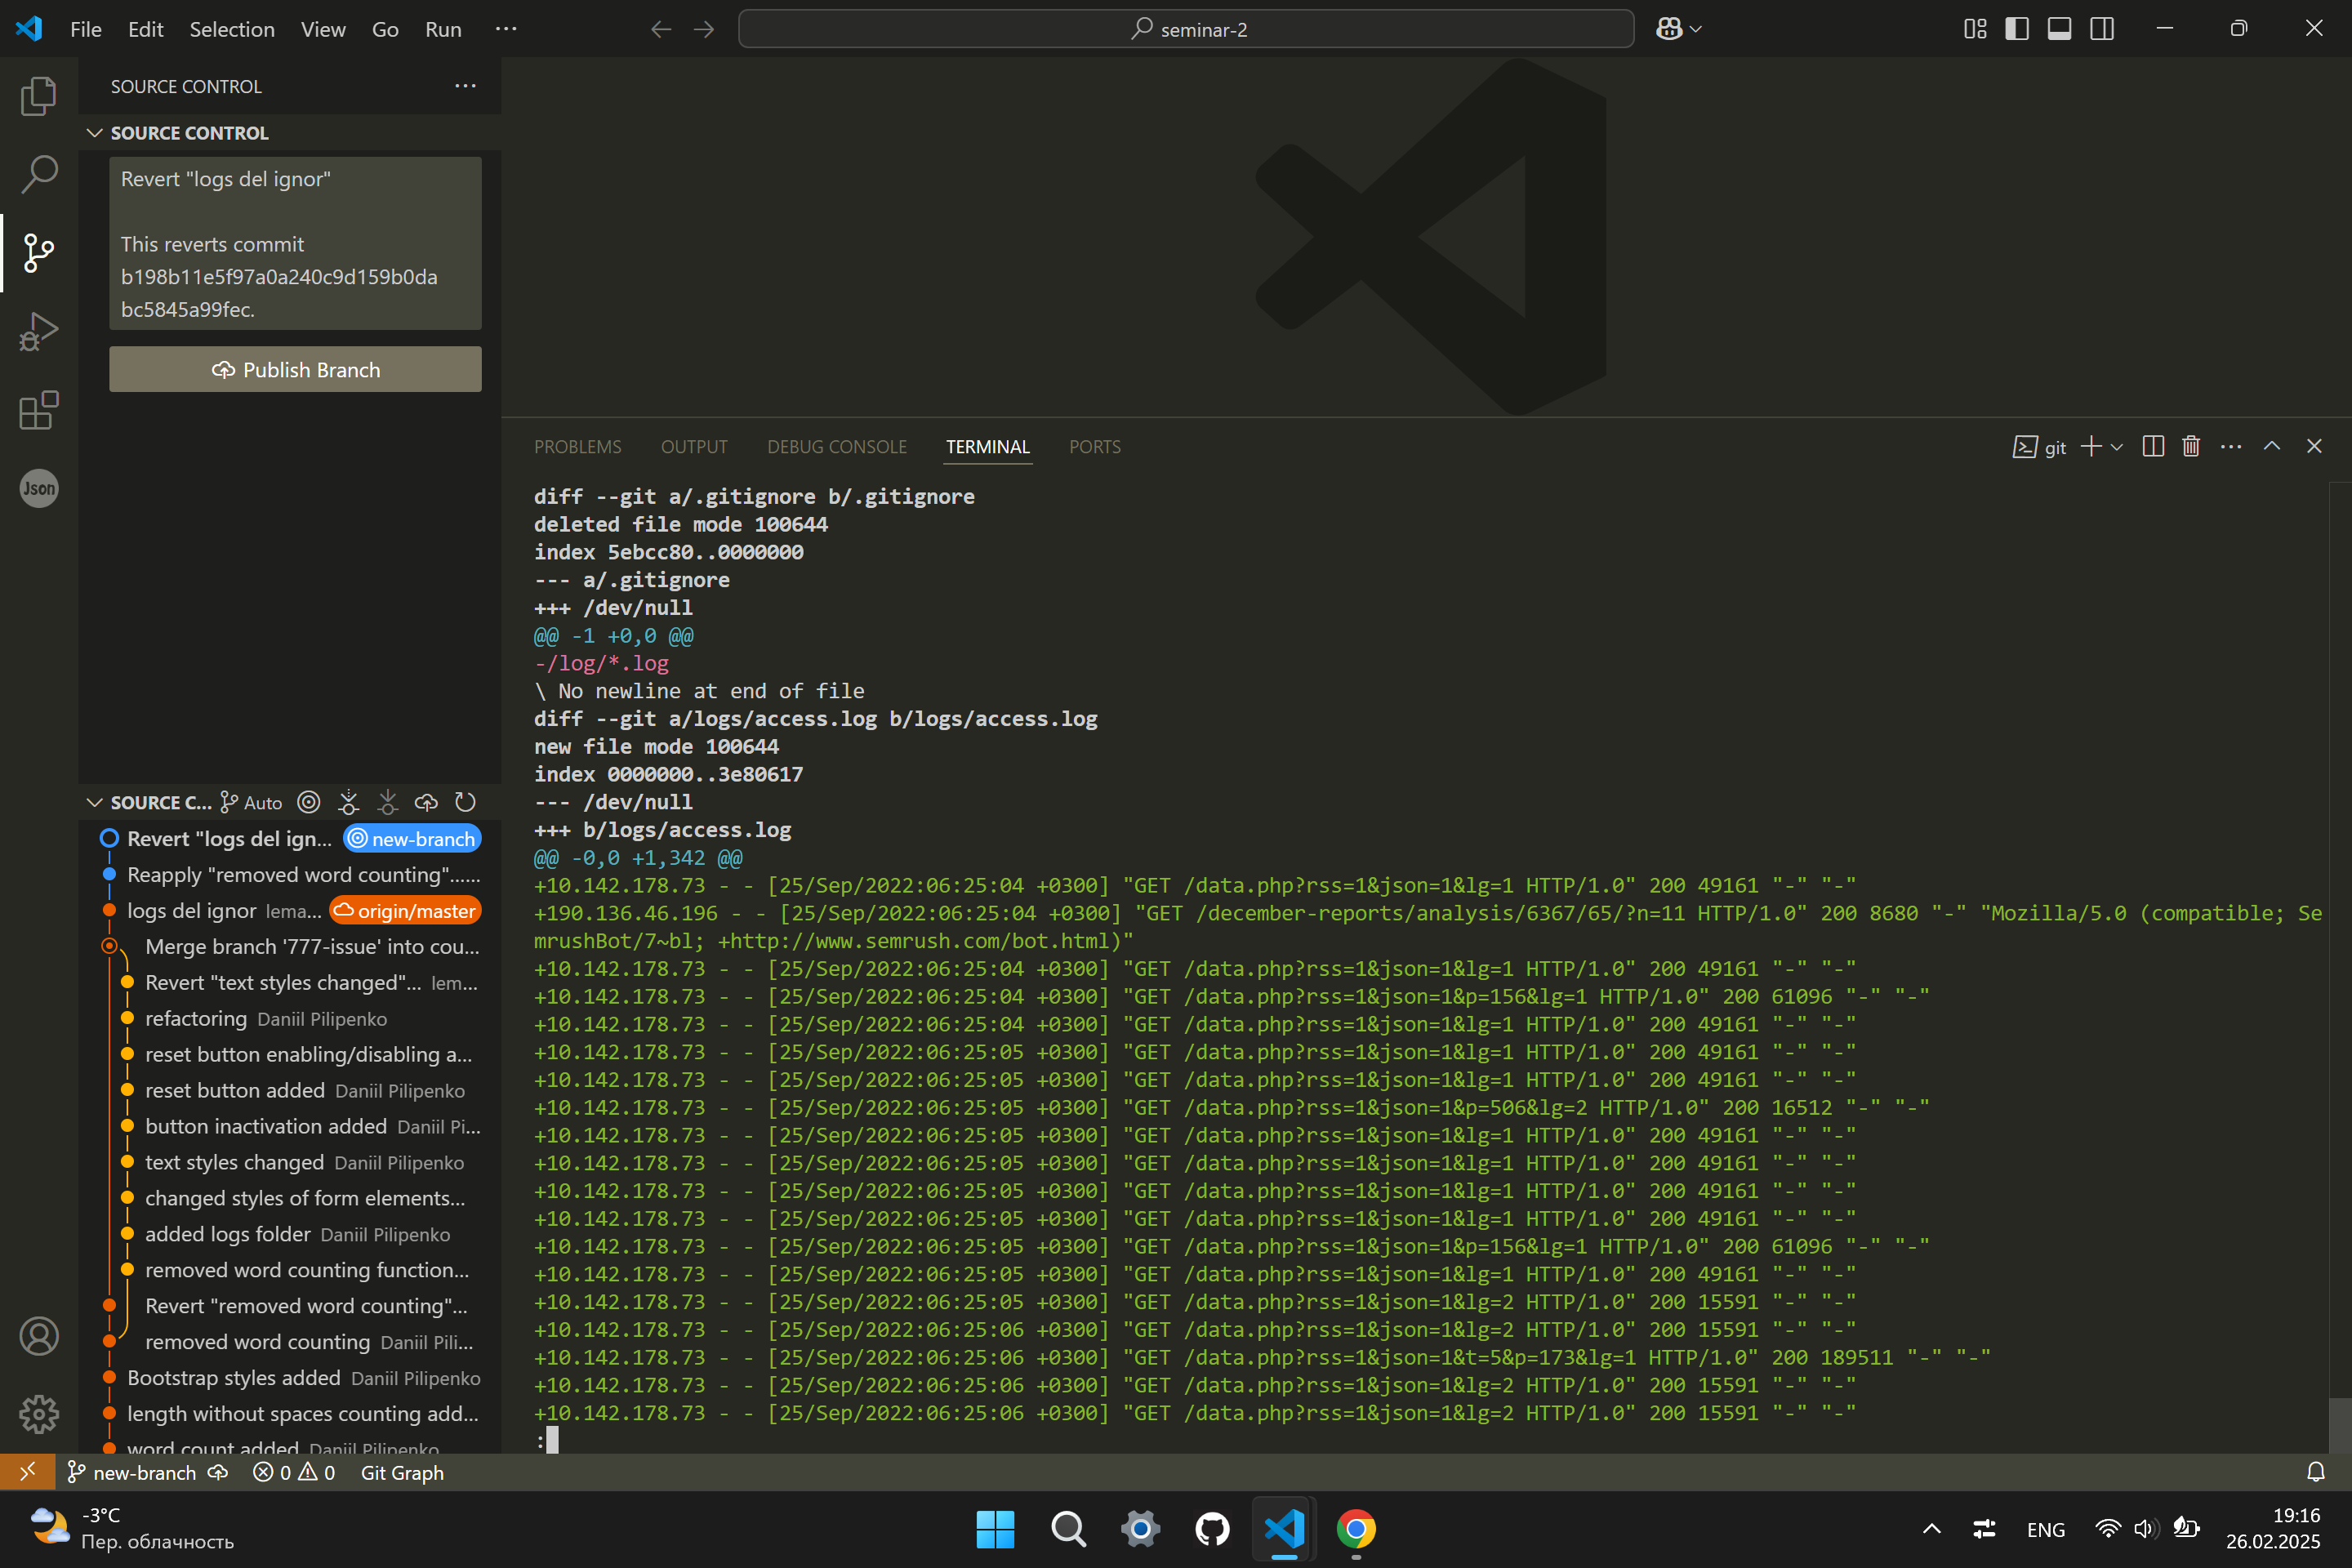 File Edit Selection View Go Run ···
seminar-2
SOURCE CONTROL
SOURCE CONTROL
Revert "logs del ignor"
This reverts commit
b198b11e5f97a0a240c9d159b0da
bc5845a99fec.
Publish Branch
Json
SOURCE C... Auto
Revert "logs del ign... new-branch
Reapply "removed word counting"......
logs del ignor lema... origin/master
Merge branch '777-issue' into cou...
Revert "text styles changed"... lem...
refactoring Daniil Pilipenko
reset button enabling/disabling a...
reset button added Daniil Pilipenko
button inactivation added Daniil Pi...
text styles changed Daniil Pilipenko
changed styles of form elements...
added logs folder Daniil Pilipenko
removed word counting function...
Revert "removed word counting"...
removed word counting Daniil Pili...
Bootstrap styles added Daniil Pilipenko
length without spaces counting add...
word count added Daniil Pilipenko
PROBLEMS OUTPUT DEBUG CONSOLE TERMINAL PORTS
git
diff --git a/.gitignore b/.gitignore
deleted file mode 100644
index 5ebcc80..0000000
--- a/.gitignore
+++ /dev/null
@@ -1 +0,0 @@
-/log/*.log
\ No newline at end of file
diff --git a/logs/access.log b/logs/access.log
new file mode 100644
index 0000000..3e80617
--- /dev/null
+++ b/logs/access.log
@@ -0,0 +1,342 @@
+10.142.178.73 - - [25/Sep/2022:06:25:04 +0300] "GET /data.php?rss=1&json=1&lg=1 HTTP/1.0" 200 49161 "-" "-"
+190.136.46.196 - - [25/Sep/2022:06:25:04 +0300] "GET /december-reports/analysis/6367/65/?n=11 HTTP/1.0" 200 8680 "-" "Mozilla/5.0 (compatible; Se
mrushBot/7~bl; +http://www.semrush.com/bot.html)"
+10.142.178.73 - - [25/Sep/2022:06:25:04 +0300] "GET /data.php?rss=1&json=1&lg=1 HTTP/1.0" 200 49161 "-" "-"
+10.142.178.73 - - [25/Sep/2022:06:25:04 +0300] "GET /data.php?rss=1&json=1&p=156&lg=1 HTTP/1.0" 200 61096 "-" "-"
+10.142.178.73 - - [25/Sep/2022:06:25:04 +0300] "GET /data.php?rss=1&json=1&lg=1 HTTP/1.0" 200 49161 "-" "-"
+10.142.178.73 - - [25/Sep/2022:06:25:05 +0300] "GET /data.php?rss=1&json=1&lg=1 HTTP/1.0" 200 49161 "-" "-"
+10.142.178.73 - - [25/Sep/2022:06:25:05 +0300] "GET /data.php?rss=1&json=1&lg=1 HTTP/1.0" 200 49161 "-" "-"
+10.142.178.73 - - [25/Sep/2022:06:25:05 +0300] "GET /data.php?rss=1&json=1&p=506&lg=2 HTTP/1.0" 200 16512 "-" "-"
+10.142.178.73 - - [25/Sep/2022:06:25:05 +0300] "GET /data.php?rss=1&json=1&lg=1 HTTP/1.0" 200 49161 "-" "-"
+10.142.178.73 - - [25/Sep/2022:06:25:05 +0300] "GET /data.php?rss=1&json=1&lg=1 HTTP/1.0" 200 49161 "-" "-"
+10.142.178.73 - - [25/Sep/2022:06:25:05 +0300] "GET /data.php?rss=1&json=1&lg=1 HTTP/1.0" 200 49161 "-" "-"
+10.142.178.73 - - [25/Sep/2022:06:25:05 +0300] "GET /data.php?rss=1&json=1&lg=1 HTTP/1.0" 200 49161 "-" "-"
+10.142.178.73 - - [25/Sep/2022:06:25:05 +0300] "GET /data.php?rss=1&json=1&p=156&lg=1 HTTP/1.0" 200 61096 "-" "-"
+10.142.178.73 - - [25/Sep/2022:06:25:05 +0300] "GET /data.php?rss=1&json=1&lg=1 HTTP/1.0" 200 49161 "-" "-"
+10.142.178.73 - - [25/Sep/2022:06:25:05 +0300] "GET /data.php?rss=1&json=1&lg=2 HTTP/1.0" 200 15591 "-" "-"
+10.142.178.73 - - [25/Sep/2022:06:25:06 +0300] "GET /data.php?rss=1&json=1&lg=2 HTTP/1.0" 200 15591 "-" "-"
+10.142.178.73 - - [25/Sep/2022:06:25:06 +0300] "GET /data.php?rss=1&json=1&t=5&p=173&lg=1 HTTP/1.0" 200 189511 "-" "-"
+10.142.178.73 - - [25/Sep/2022:06:25:06 +0300] "GET /data.php?rss=1&json=1&lg=2 HTTP/1.0" 200 15591 "-" "-"
+10.142.178.73 - - [25/Sep/2022:06:25:06 +0300] "GET /data.php?rss=1&json=1&lg=2 HTTP/1.0" 200 15591 "-" "-"
:
new-branch 0 0 Git Graph
-3°C
Пер. облачность
ENG
19:16
26.02.2025